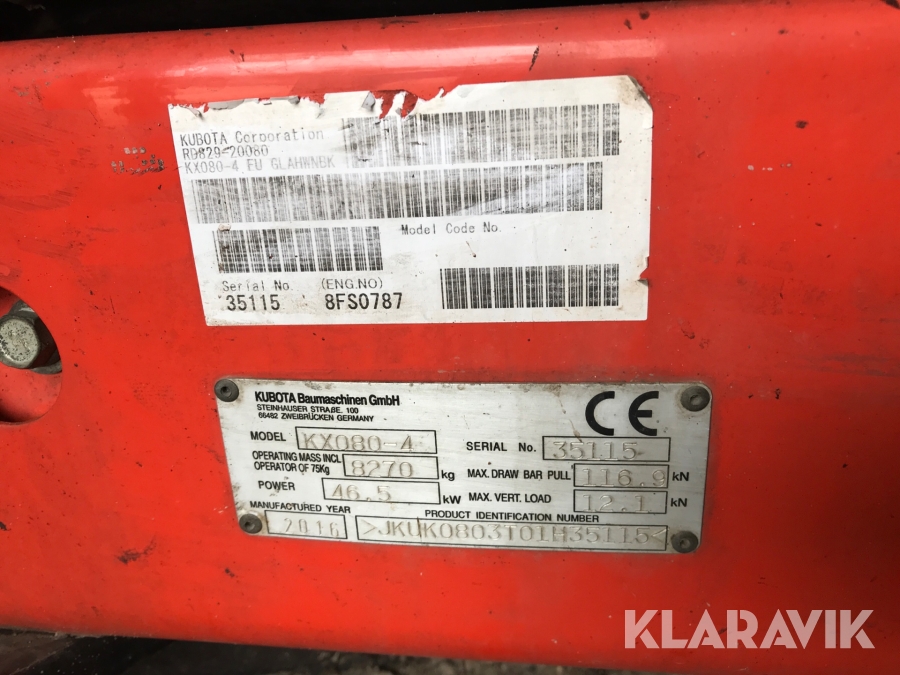 KUBOTA Corporation
RD829-20080
KX080-4 EU GLAHWNBK
Model Code No.
Serial No. (ENG.NO)
35115 8FS0787
KUBOTA Baumaschinen GmbH
STEINHAUSER STRAßE. 100
66482 ZWEIBRÜCKEN GERMANY
CE
MODEL KX080-4 SERIAL No. 35115
OPERATING MASS INCL
OPERATOR OF 75Kg 8270 kg MAX. DRAW BAR PULL 116.9 kN
POWER 46.5 kW MAX. VERT. LOAD 12.1 kN
MANUFACTURED YEAR PRODUCT IDENTIFICATION NUMBER
2016 >JKUK0803T01H35115<
KLARAVIK